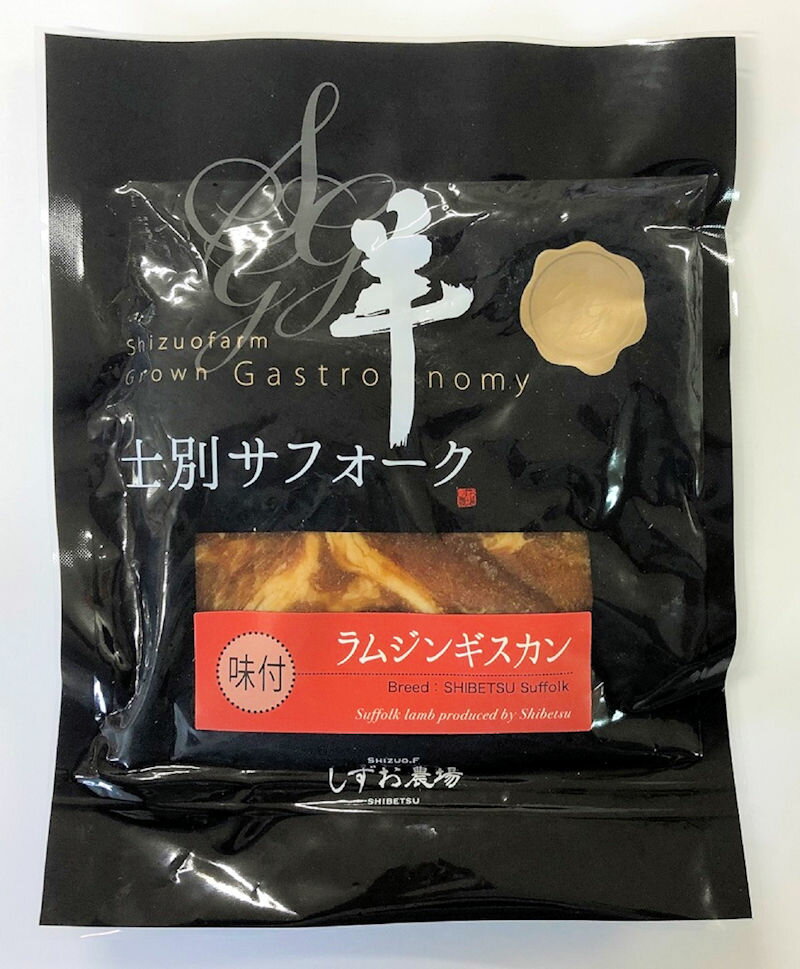 SGGS
羊
Shizuofarm
Grown Gastronomy
士別サフォーク
味付
ラムジンギスカン
Breed : SHIBETSU Suffolk
Suffolk lamb produced by Shibetsu
SHIZUO.F
しずお農場
SHIBETSU